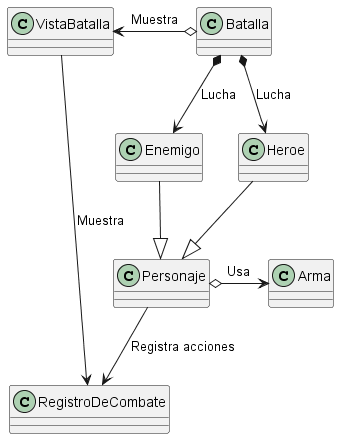 C VistaBatalla
Muestra
C Batalla
Lucha
Lucha
C Enemigo
C Heroe
Muestra
C Personaje
Usa
C Arma
Registra acciones
C RegistroDeCombate